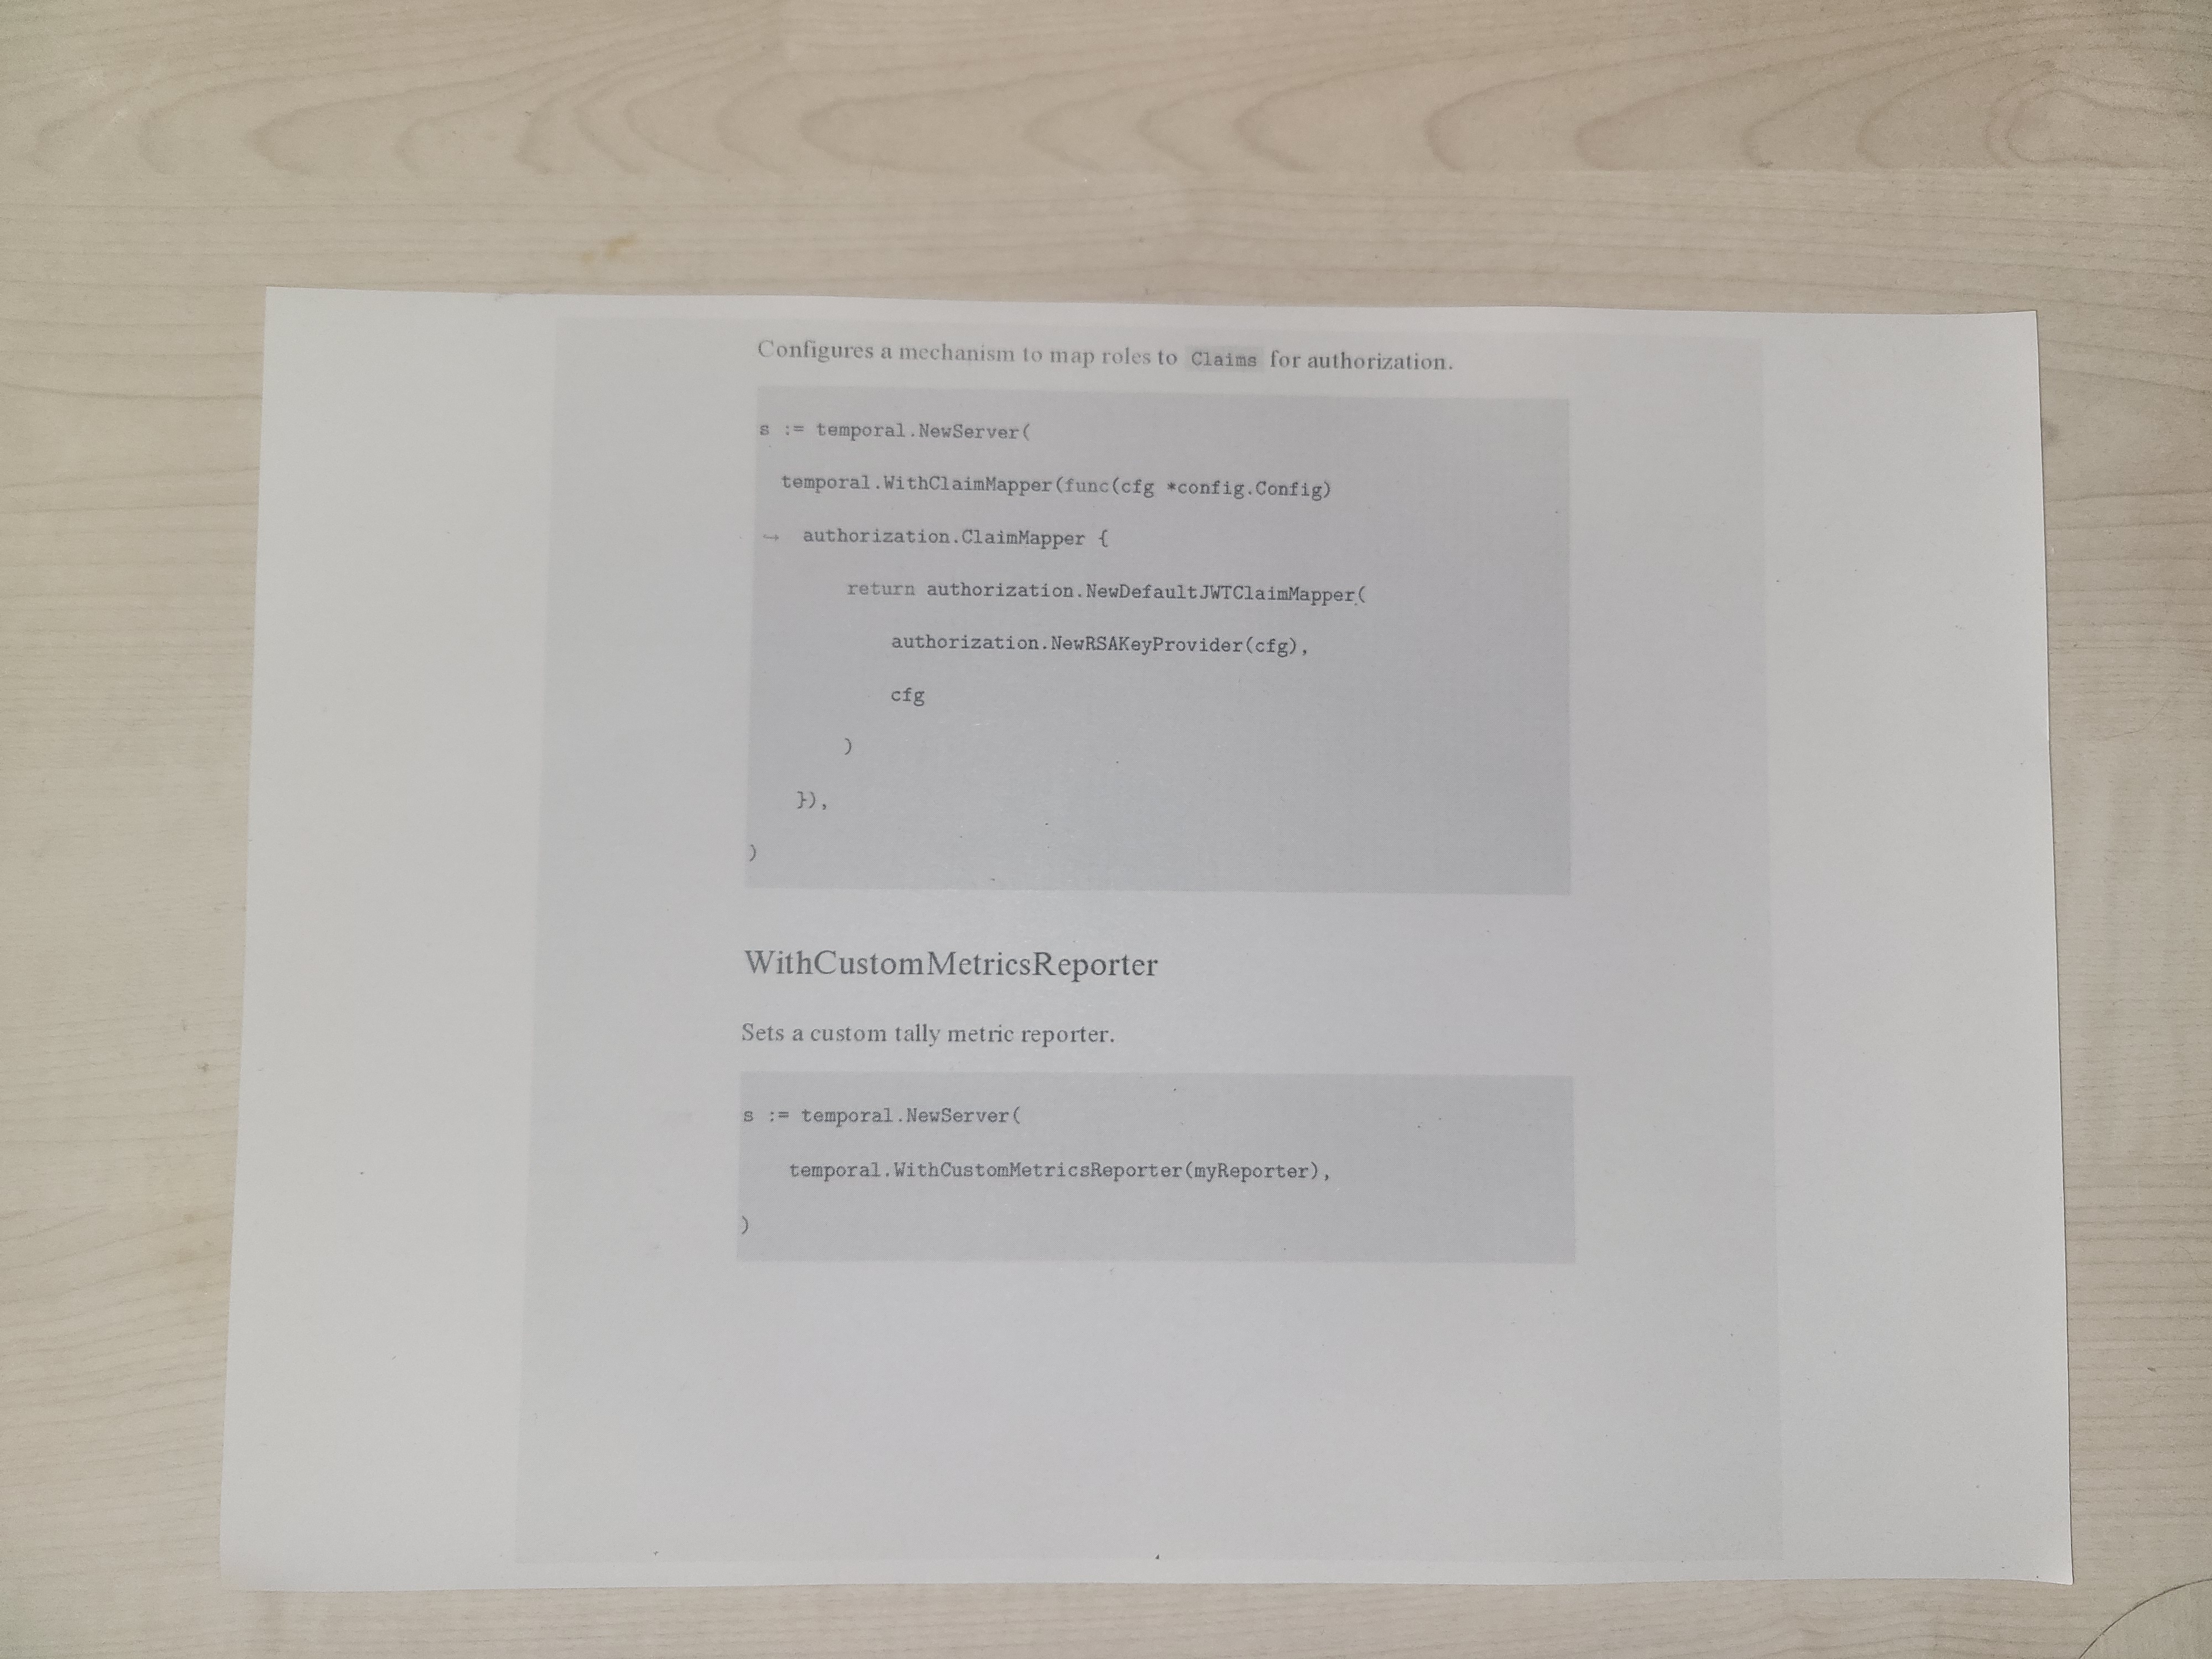 Configures a mechanism to map roles to Claims for authorization.
s := temporal.NewServer(
temporal.WithClaimMapper(func(cfg *config.Config)
↪ authorization.ClaimMapper {
return authorization.NewDefaultJWTClaimMapper(
authorization.NewRSAKeyProvider(cfg),
cfg
)
}),
)
WithCustomMetricsReporter
Sets a custom tally metric reporter.
s := temporal.NewServer(
temporal.WithCustomMetricsReporter(myReporter),
)